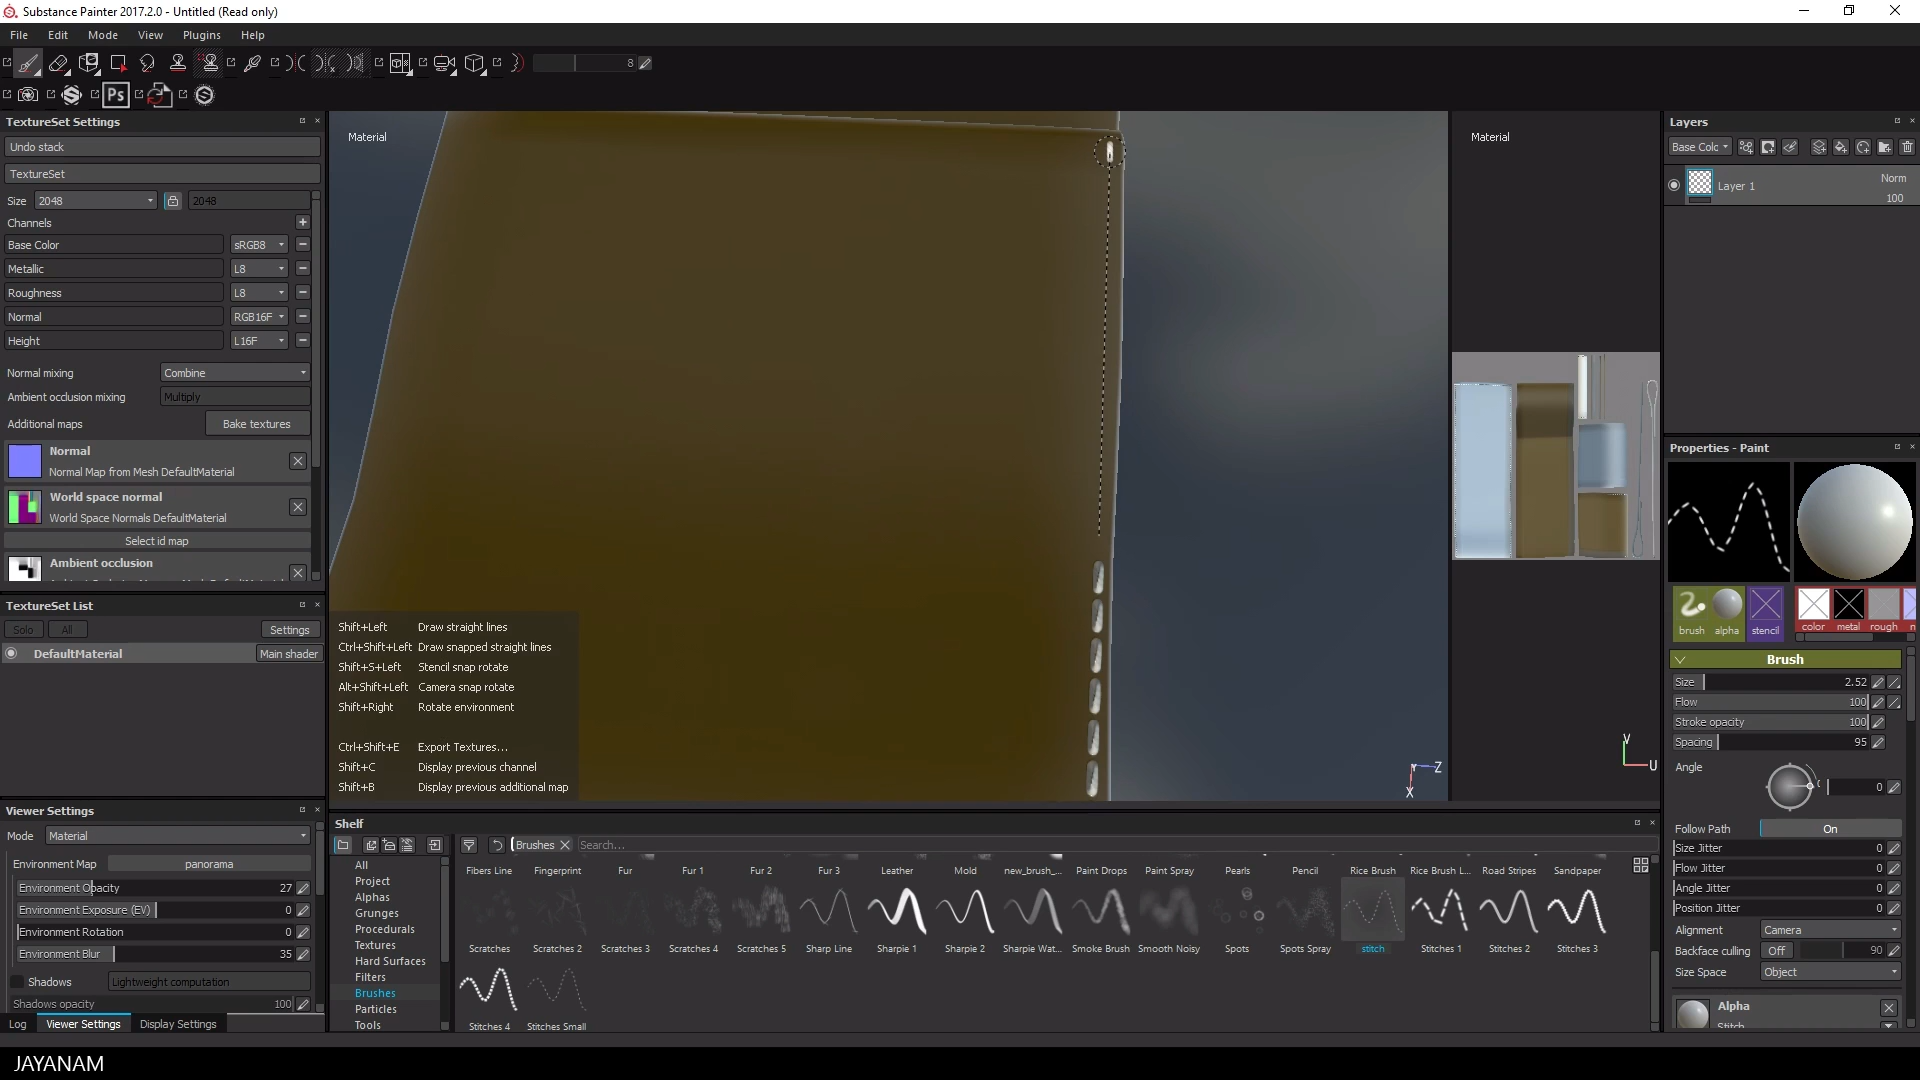 Substance Painter 2017.2.0 - Untitled (Read only)
File Edit Mode View Plugins Help
8
Ps
TextureSet Settings
Undo stack
TextureSet
Size 2048 2048
Channels
Base Color sRGB8
Metallic L8
Roughness L8
Normal RGB16F
Height L16F
Normal mixing Combine
Ambient occlusion mixing Multiply
Additional maps Bake textures
Normal
Normal Map from Mesh DefaultMaterial
World space normal
World Space Normals DefaultMaterial
Select id map
Ambient occlusion
TextureSet List
Solo All Settings
DefaultMaterial Main shader
Viewer Settings
Mode Material
Environment Map panorama
Environment Opacity 27
Environment Exposure (EV) 0
Environment Rotation 0
Environment Blur 35
Shadows Lightweight computation
Shadows opacity 100
Log Viewer Settings Display Settings
JAYANAM
Material
Shift+Left Draw straight lines
Ctrl+Shift+Left Draw snapped straight lines
Shift+S+Left Stencil snap rotate
Alt+Shift+Left Camera snap rotate
Shift+Right Rotate environment
Ctrl+Shift+E Export Textures...
Shift+C Display previous channel
Shift+B Display previous additional map
Y Z
X
Material
V
U
Shelf
Brushes Search...
All
Project
Alphas
Grunges
Procedurals
Textures
Hard Surfaces
Filters
Brushes
Particles
Tools
Fibers Line Fingerprint Fur Fur 1 Fur 2 Fur 3 Leather Mold new_brush_... Paint Drops Paint Spray Pearls Pencil Rice Brush Rice Brush L... Road Stripes Sandpaper
Scratches Scratches 2 Scratches 3 Scratches 4 Scratches 5 Sharp Line Sharpie 1 Sharpie 2 Sharpie Wat... Smoke Brush Smooth Noisy Spots Spots Spray stitch Stitches 1 Stitches 2 Stitches 3
Stitches 4 Stitches Small
Layers
Base Colo
Layer 1 Norm
100
Properties - Paint
brush alpha stencil color metal rough n
Brush
Size 2.52
Flow 100
Stroke opacity 100
Spacing 95
Angle 0
Follow Path On
Size Jitter 0
Flow Jitter 0
Angle Jitter 0
Position Jitter 0
Alignment Camera
Backface culling Off 90
Size Space Object
Alpha
Stitch